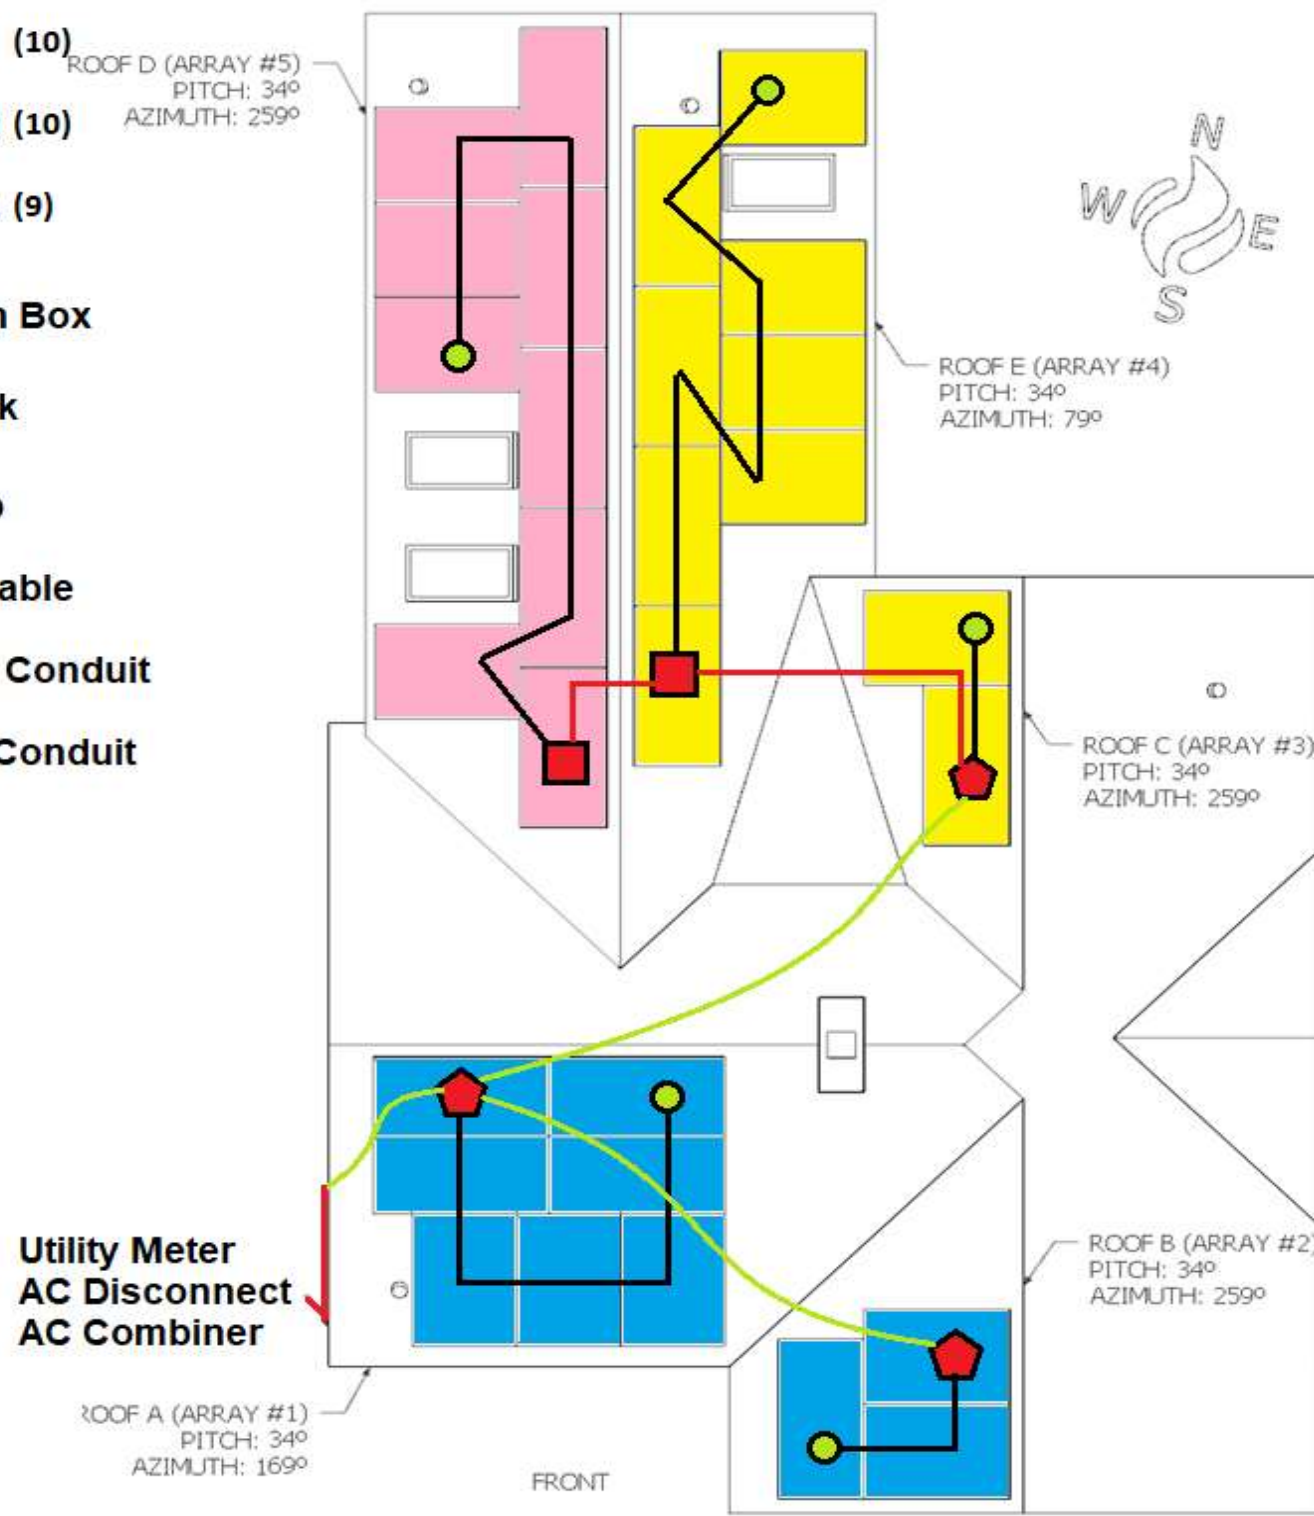 (10)
ROOF D (ARRAY #5)
PITCH: 34º
AZIMUTH: 259º
(10)
(9)
Box
Conduit
Conduit
N
W
E
S
ROOF E (ARRAY #4)
PITCH: 34º
AZIMUTH: 79º
ROOF C (ARRAY #3)
PITCH: 34º
AZIMUTH: 259º
Utility Meter
AC Disconnect
AC Combiner
ROOF B (ARRAY #2)
PITCH: 34º
AZIMUTH: 259º
ROOF A (ARRAY #1)
PITCH: 34º
AZIMUTH: 169º
FRONT